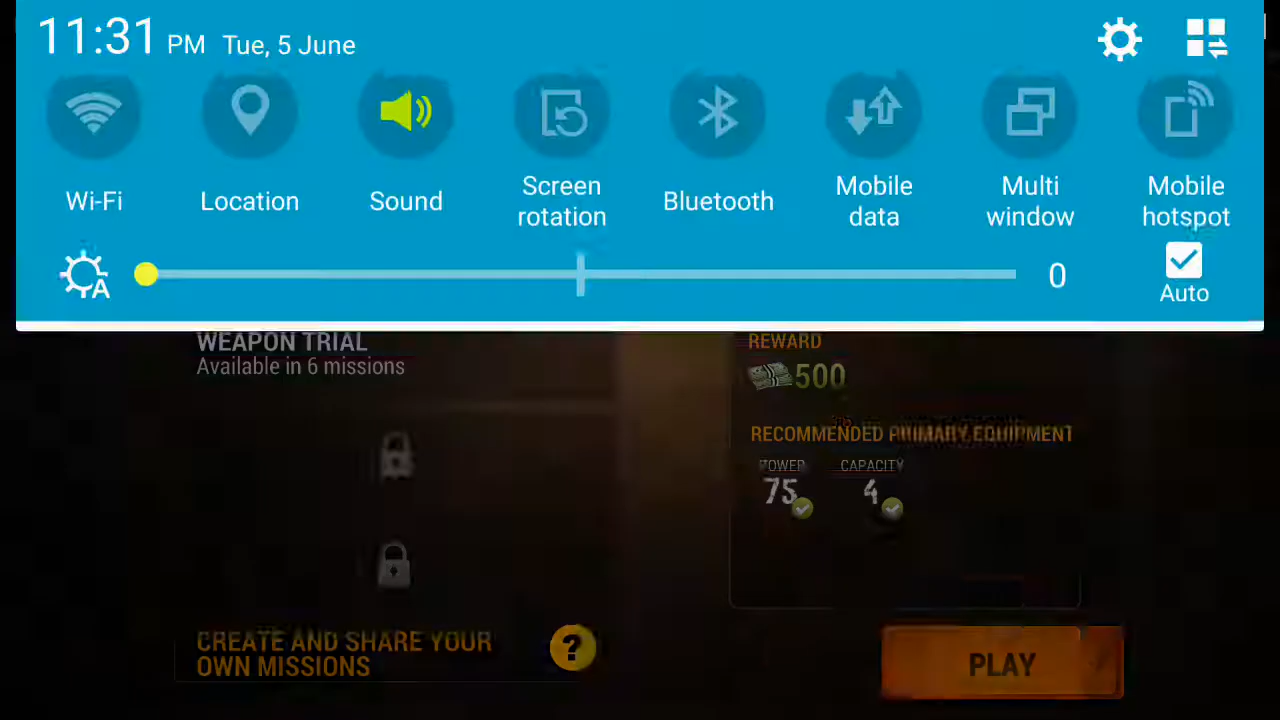 11:31 PM Tue, 5 June
Wi-Fi
Location
Sound
Screen
rotation
Bluetooth
Mobile
data
Multi
window
Mobile
hotspot
A
0
Auto
WEAPON TRIAL
Available in 6 missions
REWARD
500
RECOMMENDED PRIMARY EQUIPMENT
POWER CAPACITY
75 4
CREATE AND SHARE YOUR
OWN MISSIONS
?
PLAY